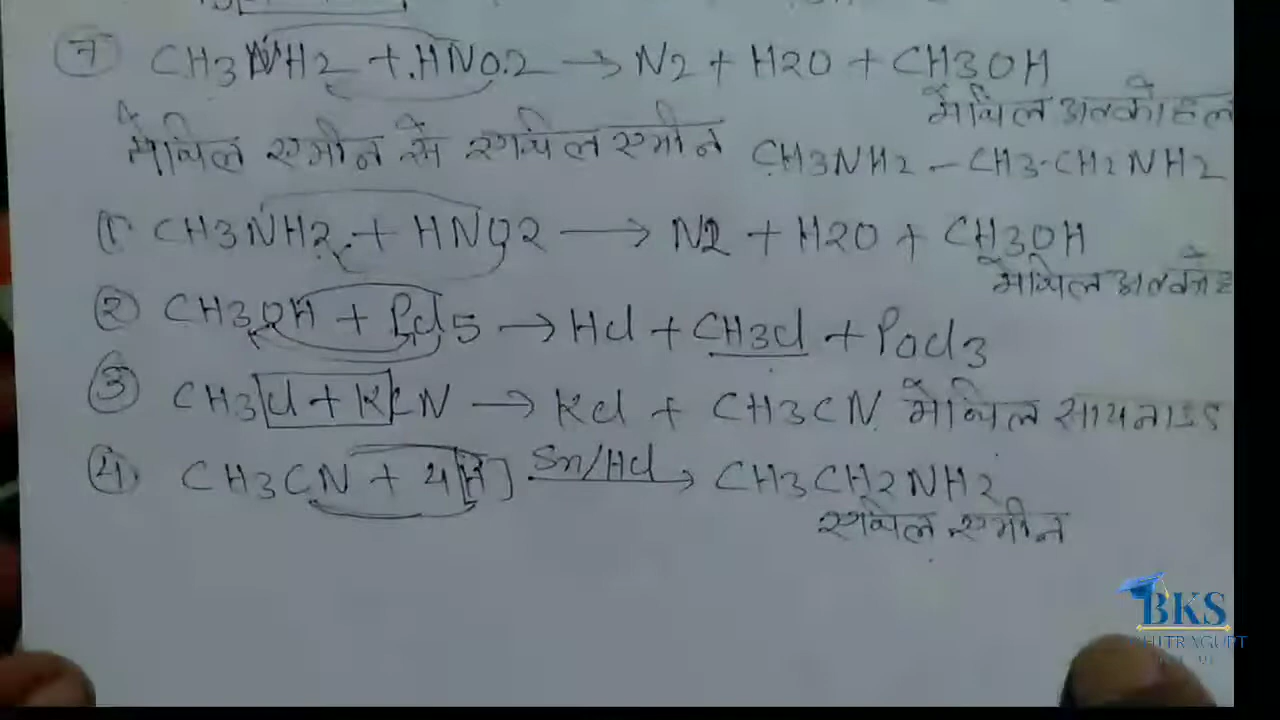 7 CH3NH2 + HNO2 → N2 + H2O + CH3OH
मेथिल अल्कोहल
मेथिल एमीन से एथिल एमीन CH3NH2 – CH3-CH2NH2
1 CH3NH2 + HNO2 → N2 + H2O + CH3OH
मेथिल अल्कोह
2 CH3OH + PCl5 → HCl + CH3Cl + POCl3
3 CH3Cl + KCN → KCl + CH3CN मेथिल सायनाइड
4 CH3CN + 4[H] Sn/HCl → CH3CH2NH2
एथिल एमीन
BKS
CHITRAGUPT